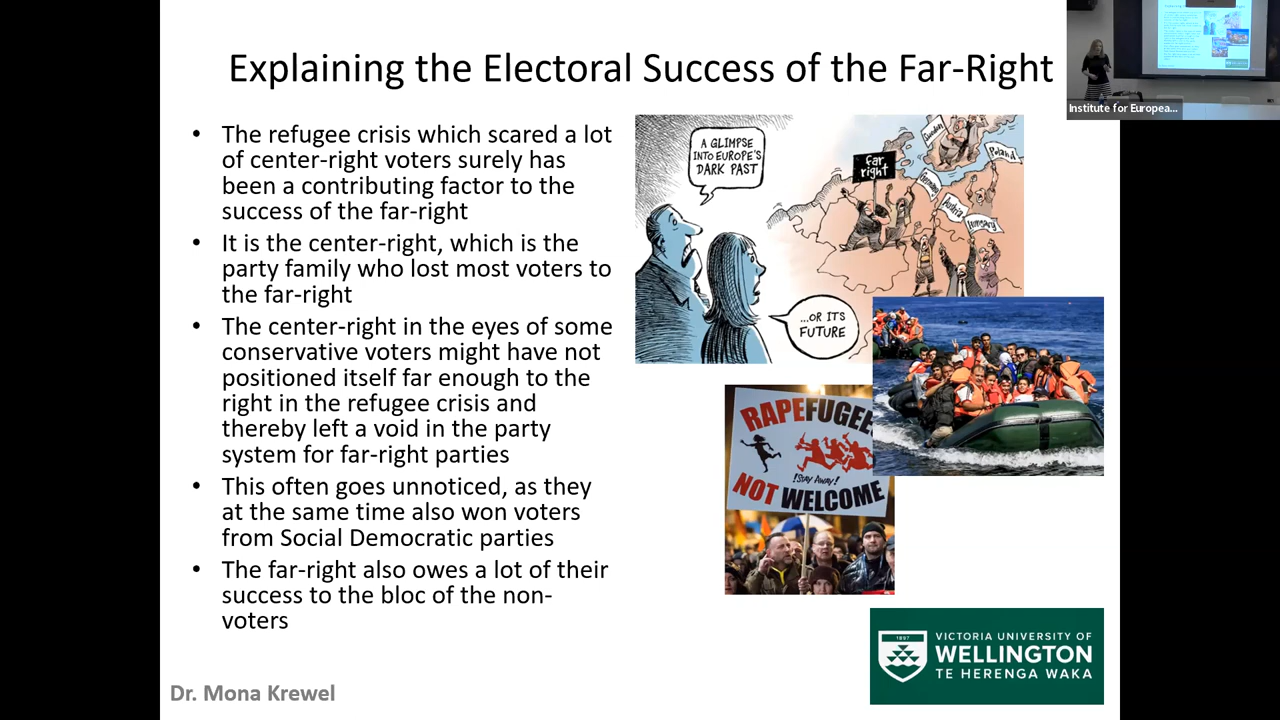 Explaining the Electoral Success of the Far-Right
Institute for Europea...
• The refugee crisis which scared a lot
of center-right voters surely has
been a contributing factor to the
success of the far-right
• It is the center-right, which is the
party family who lost most voters to
the far-right
• The center-right in the eyes of some
conservative voters might have not
positioned itself far enough to the
right in the refugee crisis and
thereby left a void in the party
system for far-right parties
• This often goes unnoticed, as they
at the same time also won voters
from Social Democratic parties
• The far-right also owes a lot of their
success to the bloc of the non-
voters
A GLIMPSE
INTO EUROPE'S
DARK PAST
...OR ITS
FUTURE
far
right
Sweden
Poland
Germany
Austria
Hungary
RAPEFUGEE
!STAY AWAY!
NOT WELCOME
1897
VICTORIA UNIVERSITY OF
WELLINGTON
TE HERENGA WAKA
Dr. Mona Krewel